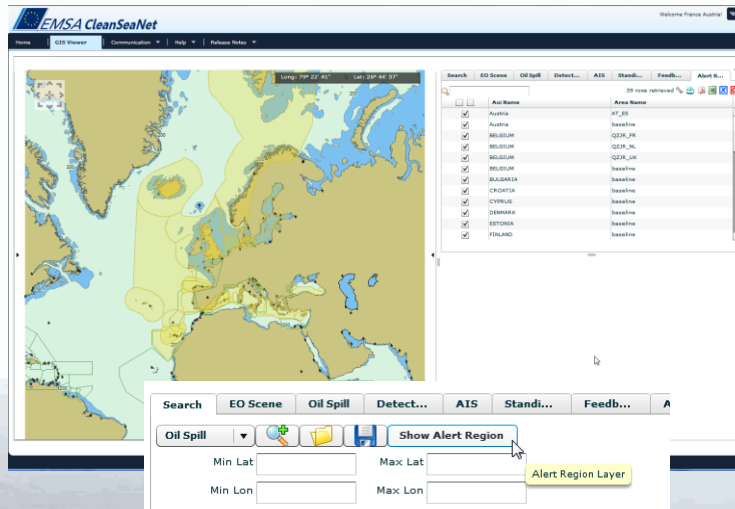 EMSA CleanSeaNet
Welcome France Austria!
Home GIS Viewer Communication Help Release Notes
Long: 79° 22' 41" Lat: 26° 44' 57"
Search EO Scene Oil Spill Detect... AIS Standi... Feedb... Alert R...
39 rows retrieved
Aoi Name Area Name
Austria AT_ES
Austria baseline
BELGIUM QZJR_FR
BELGIUM QZJR_NL
BELGIUM QZJR_UK
BELGIUM baseline
BULGARIA baseline
CROATIA baseline
CYPRUS baseline
DENMARK baseline
ESTONIA baseline
FINLAND baseline
Search EO Scene Oil Spill Detect... AIS Standi... Feedb... A
Oil Spill Show Alert Region
Min Lat Max Lat
Alert Region Layer
Min Lon Max Lon